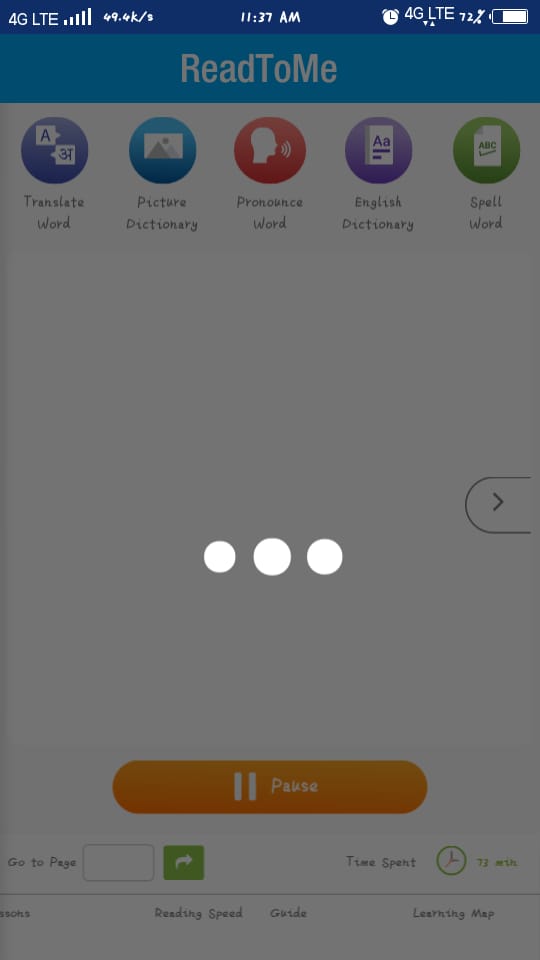 4G LTE 49.4k/s 11:37 AM 4G LTE 72%
ReadToMe
A अ Aa ABC
Translate Word
Picture Dictionary
Pronounce Word
English Dictionary
Spell Word
Pause
Go to Page Time Spent 73 min
ssons Reading Speed Guide Learning Map